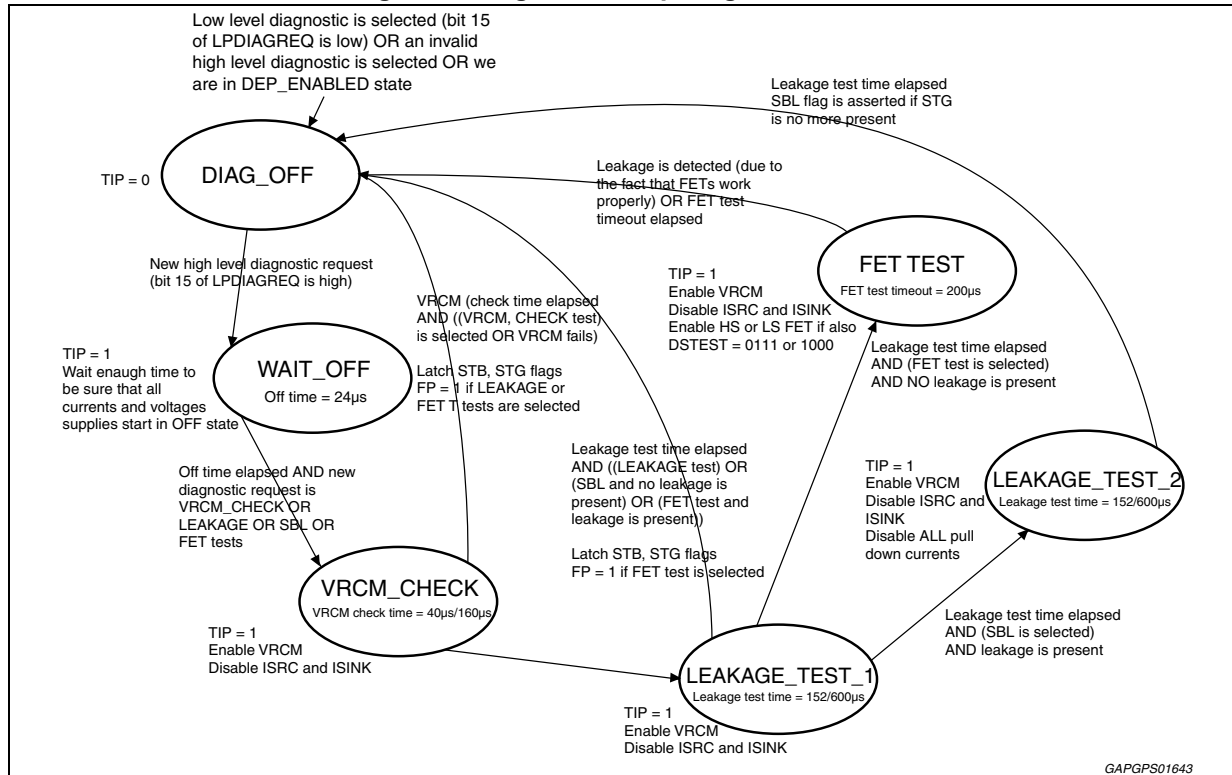 Low level diagnostic is selected (bit 15
of LPDIAGREQ is low) OR an invalid
high level diagnostic is selected OR we
are in DEP_ENABLED state
Leakage test time elapsed
SBL flag is asserted if STG
is no more present
DIAG_OFF
TIP = 0
Leakage is detected (due to
the fact that FETs work
properly) OR FET test
timeout elapsed
New high level diagnostic request
(bit 15 of LPDIAGREQ is high)
FET TEST
FET test timeout = 200µs
TIP = 1
Enable VRCM
Disable ISRC and ISINK
Enable HS or LS FET if also
DSTEST = 0111 or 1000
VRCM (check time elapsed
AND ((VRCM, CHECK test)
is selected OR VRCM fails)
Latch STB, STG flags
FP = 1 if LEAKAGE or
FET T tests are selected
TIP = 1
Wait enaugh time to
be sure that all
currents and voltages
supplies start in OFF state
WAIT_OFF
Off time = 24µs
Leakage test time elapsed
AND (FET test is selected)
AND NO leakage is present
Off time elapsed AND new
diagnostic request is
VRCM_CHECK OR
LEAKAGE OR SBL OR
FET tests
Leakage test time elapsed
AND ((LEAKAGE test) OR
(SBL and no leakage is
present) OR (FET test and
leakage is present))
Latch STB, STG flags
FP = 1 if FET test is selected
TIP = 1
Enable VRCM
Disable ISRC and
ISINK
Disable ALL pull
down currents
LEAKAGE_TEST_2
Leakage test time = 152/600µs
VRCM_CHECK
VRCM check time = 40µs/160µs
TIP = 1
Enable VRCM
Disable ISRC and ISINK
Leakage test time elapsed
AND (SBL is selected)
AND leakage is present
LEAKAGE_TEST_1
Leakage test time = 152/600µs
TIP = 1
Enable VRCM
Disable ISRC and ISINK
GAPGPS01643